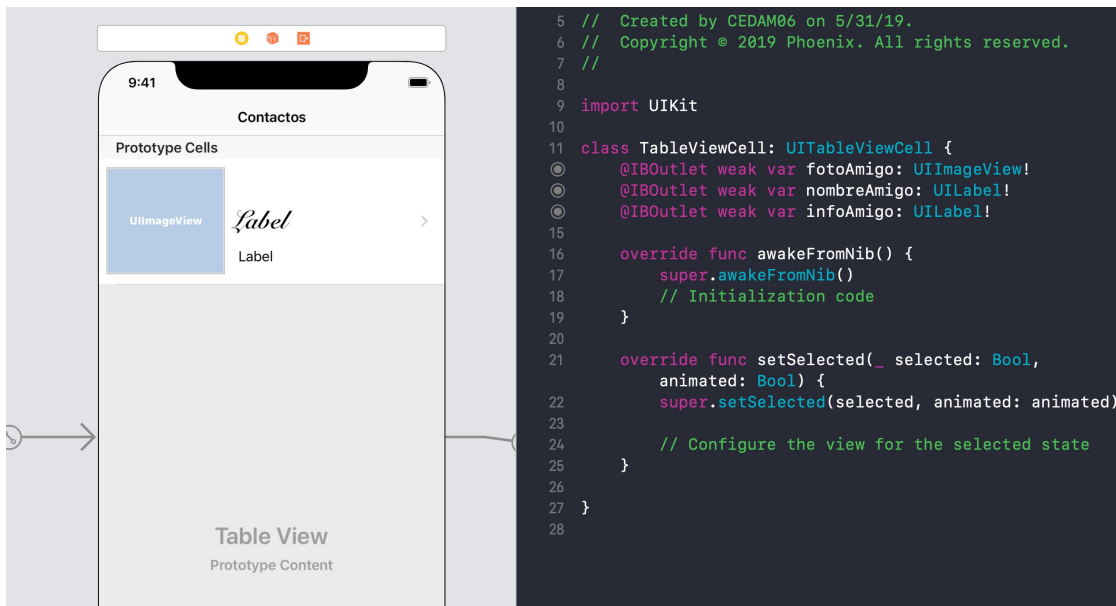 9:41
Contactos
Prototype Cells
UIImageView
Label
Label
Table View
Prototype Content
5 //  Created by CEDAM06 on 5/31/19.
6 //  Copyright © 2019 Phoenix. All rights reserved.
7 //
8
9 import UIKit
10
11 class TableViewCell: UITableViewCell {
@IBOutlet weak var fotoAmigo: UIImageView!
@IBOutlet weak var nombreAmigo: UILabel!
@IBOutlet weak var infoAmigo: UILabel!
15
16     override func awakeFromNib() {
17         super.awakeFromNib()
18         // Initialization code
19     }
20
21     override func setSelected(_ selected: Bool,
animated: Bool) {
22         super.setSelected(selected, animated: animated)
23
24         // Configure the view for the selected state
25     }
26
27 }
28